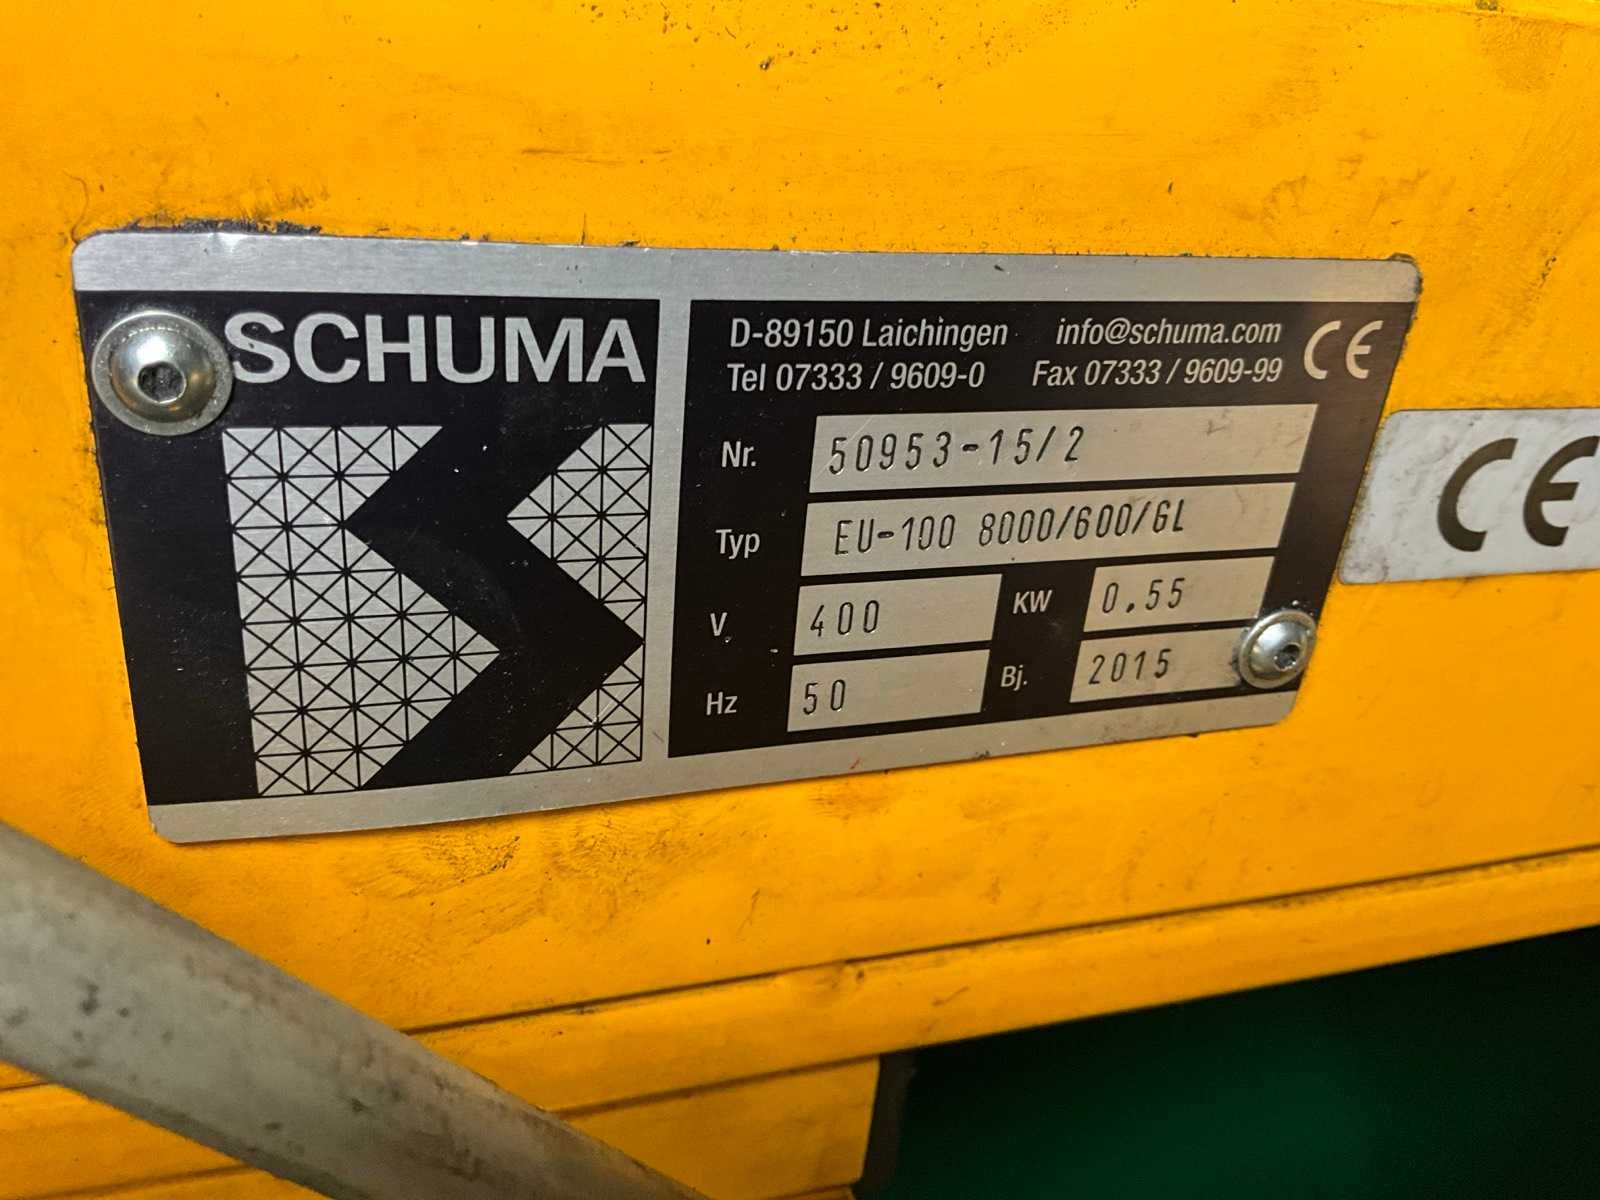 SCHUMA
D-89150 Laichingen info@schuma.com
Tel 07333 / 9609-0 Fax 07333 / 9609-99
CE
Nr. 50953-15/2
Typ EU-100 8000/600/GL
V 400 KW 0.55
Hz 50 Bj. 2015
CE